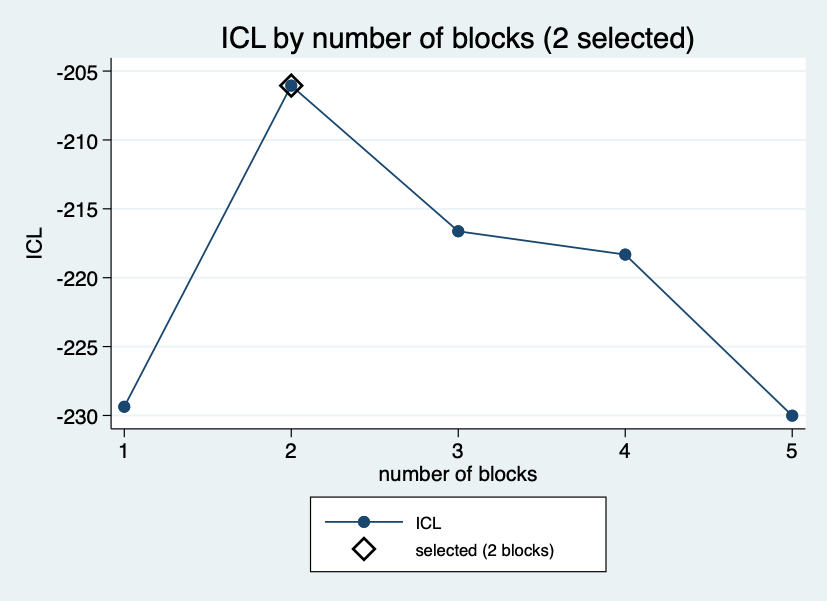 ICL by number of blocks (2 selected)
-205
-210
-215
-220
-225
-230
ICL
1 2 3 4 5
number of blocks
ICL
selected (2 blocks)